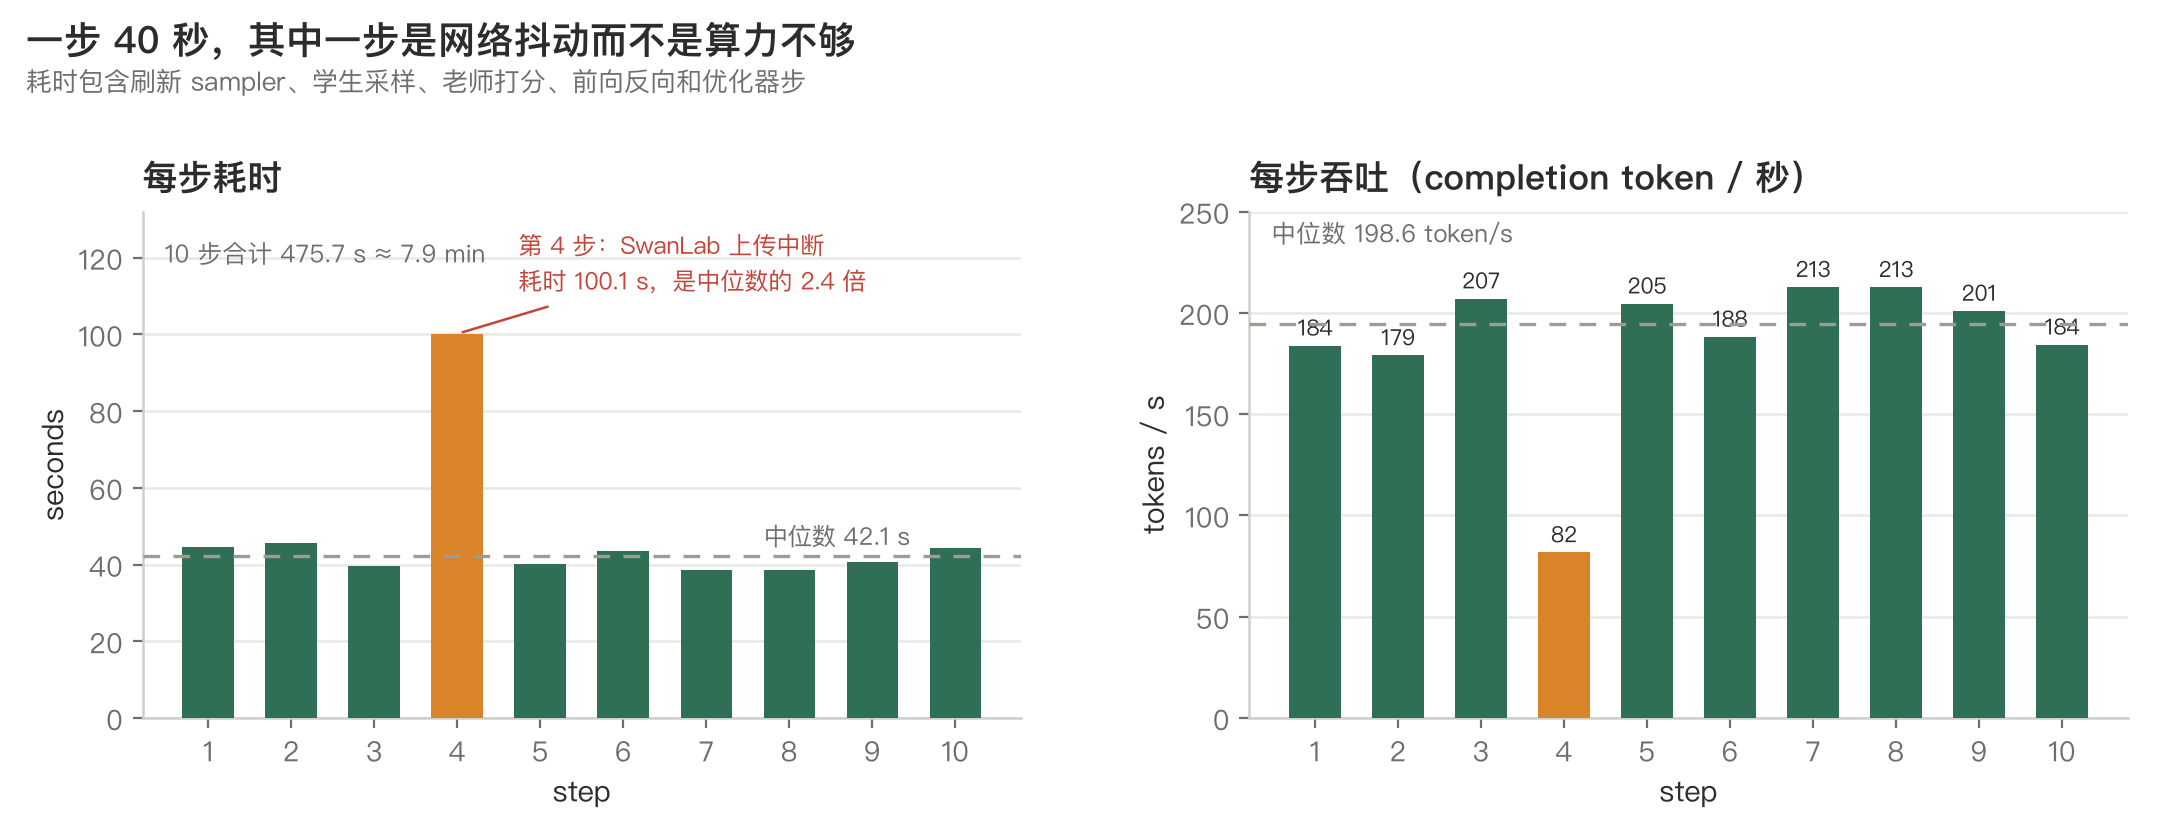 一步 40 秒，其中一步是网络抖动而不是算力不够
耗时包含刷新 sampler、学生采样、老师打分、前向反向和优化器步
每步耗时
10 步合计 475.7 s ≈ 7.9 min
第 4 步：SwanLab 上传中断
耗时 100.1 s，是中位数的 2.4 倍
中位数 42.1 s
seconds
120
100
80
60
40
20
0
1 2 3 4 5 6 7 8 9 10
step
每步吞吐（completion token / 秒）
中位数 198.6 token/s
tokens / s
250
200
150
100
50
0
184 179 207 82 205 188 213 213 201 184
1 2 3 4 5 6 7 8 9 10
step